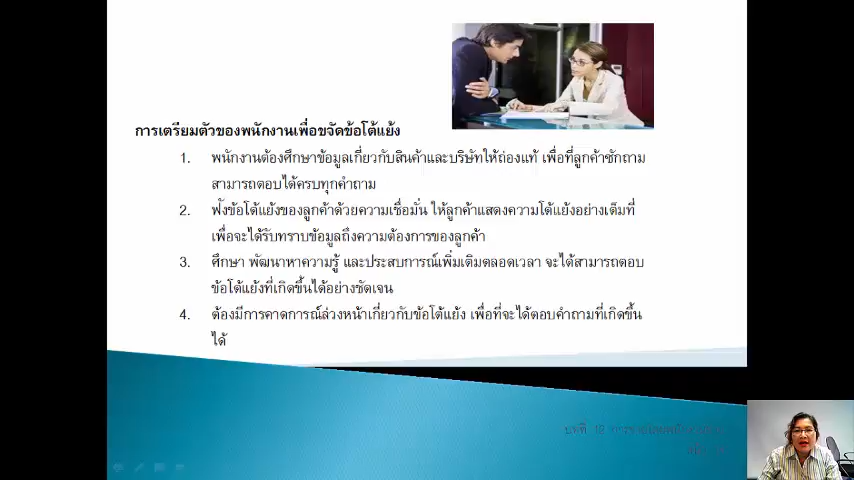 การเตรียมตัวของพนักงานเพื่อขจัดข้อโต้แย้ง
1. พนักงานต้องศึกษาข้อมูลเกี่ยวกับสินค้าและบริษัทให้ถ่องแท้ เพื่อที่ลูกค้าซักถาม
สามารถตอบได้ครบทุกคำถาม
2. ฟังข้อโต้แย้งของลูกค้าด้วยความเชื่อมั่น ให้ลูกค้าแสดงความโต้แย้งอย่างเต็มที่
เพื่อจะได้รับทราบข้อมูลถึงความต้องการของลูกค้า
3. ศึกษา พัฒนาหาความรู้ และประสบการณ์เพิ่มเติมตลอดเวลา จะได้สามารถตอบ
ข้อโต้แย้งที่เกิดขึ้นได้อย่างชัดเจน
4. ต้องมีการคาดการณ์ล่วงหน้าเกี่ยวกับข้อโต้แย้ง เพื่อที่จะได้ตอบคำถามที่เกิดขึ้น
ได้
บทที่ 12